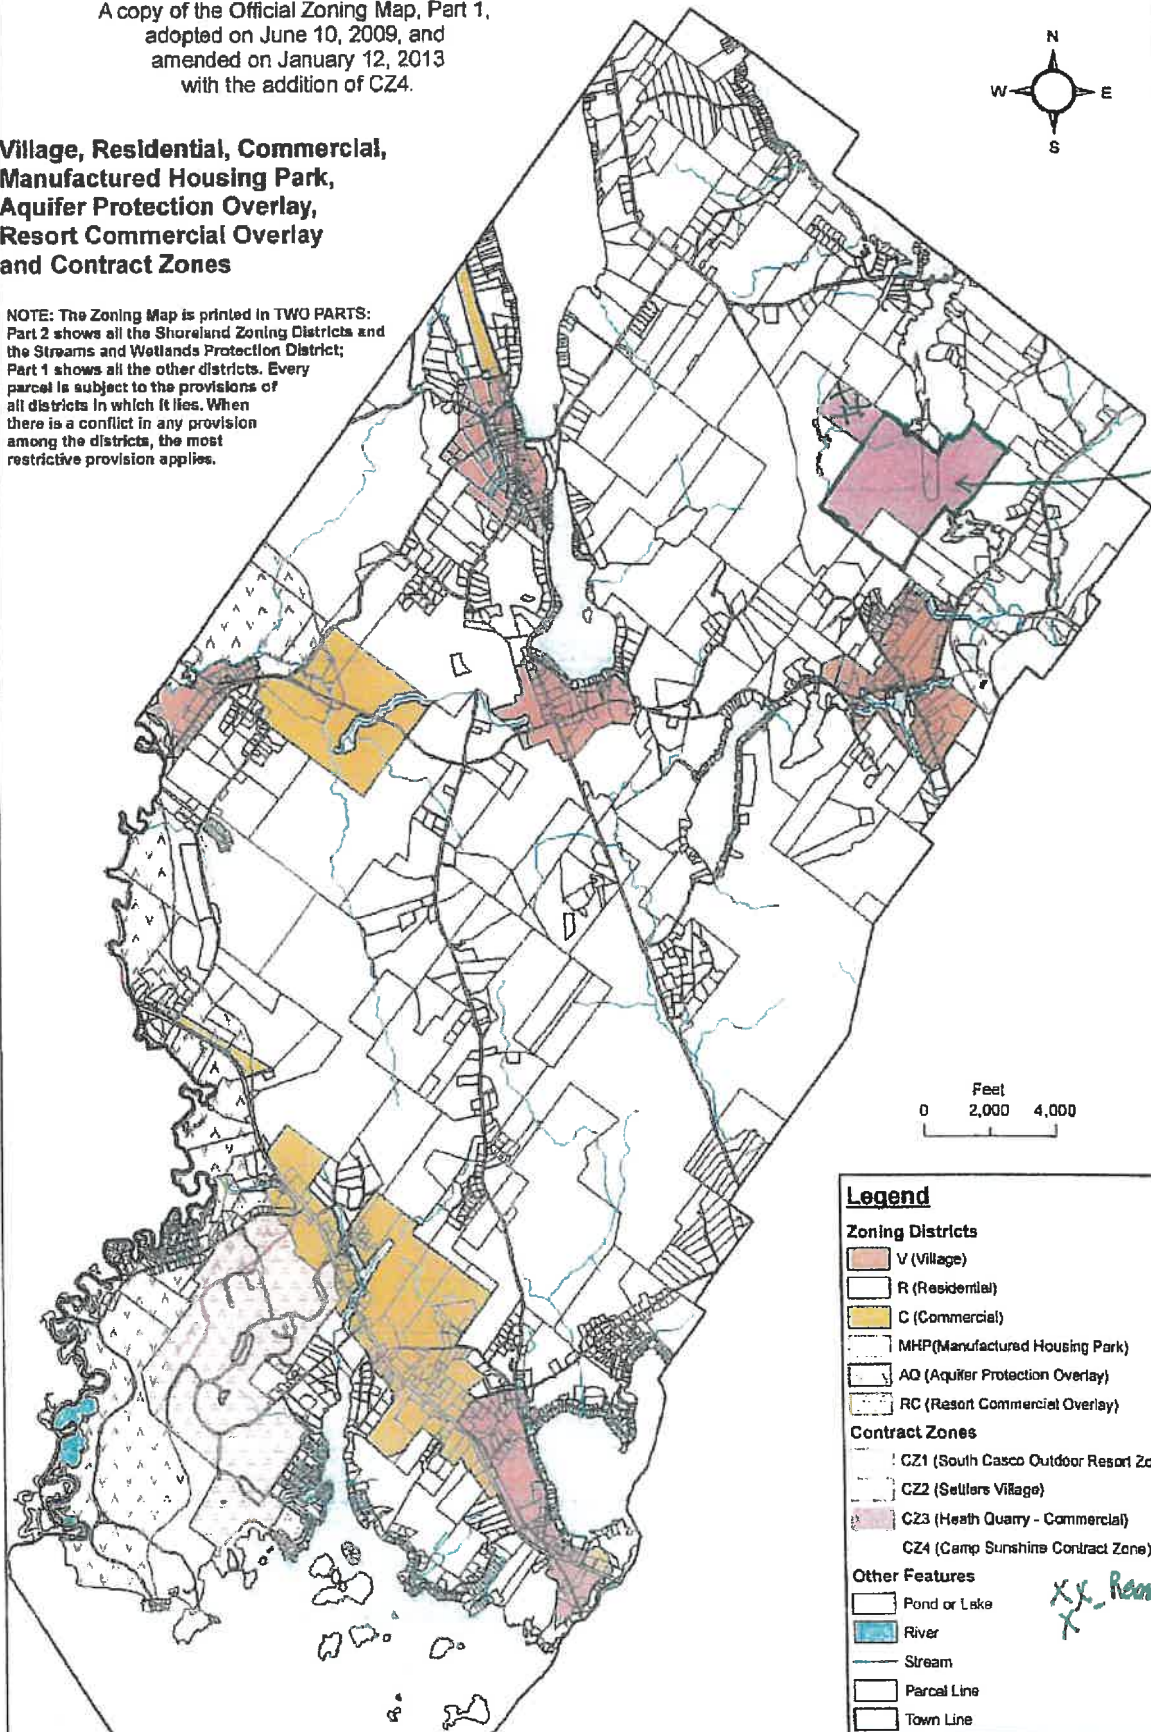 A copy of the Official Zoning Map, Part 1,
adopted on June 10, 2009, and
amended on January 12, 2013
with the addition of CZ4.
Village, Residential, Commercial,
Manufactured Housing Park,
Aquifer Protection Overlay,
Resort Commercial Overlay
and Contract Zones
NOTE: The Zoning Map is printed in TWO PARTS:
Part 2 shows all the Shoreland Zoning Districts and
the Streams and Wetlands Protection District;
Part 1 shows all the other districts. Every
parcel is subject to the provisions of
all districts in which it lies. When
there is a conflict in any provision
among the districts, the most
restrictive provision applies.
N
W E
S
Feet
0 2,000 4,000
Legend
Zoning Districts
V (Village)
R (Residential)
C (Commercial)
MHP(Manufactured Housing Park)
AO (Aquifer Protection Overlay)
RC (Resort Commercial Overlay)
Contract Zones
CZ1 (South Casco Outdoor Resort Zo
CZ2 (Settlers Village)
CZ3 (Heath Quarry - Commercial)
CZ4 (Camp Sunshine Contract Zone)
Other Features
Pond or Lake
River
Stream
Parcel Line
Town Line
XX
X